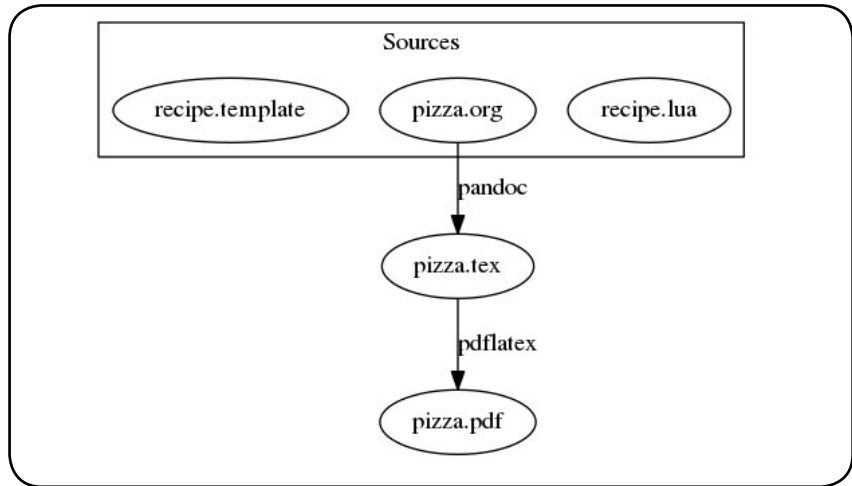 Sources
recipe.template
pizza.org
recipe.lua
pandoc
pizza.tex
pdflatex
pizza.pdf